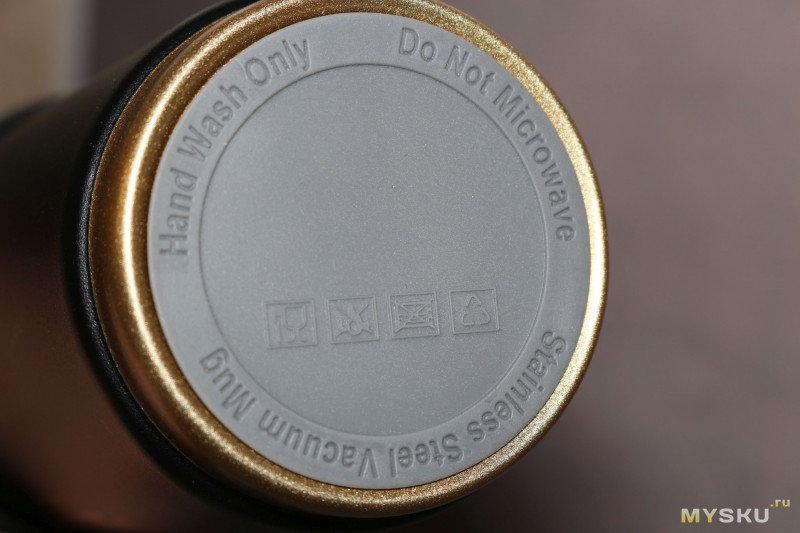 Hand Wash Only
Do Not Microwave
Stainless Steel Vacuum Mug
MYSKU.ru